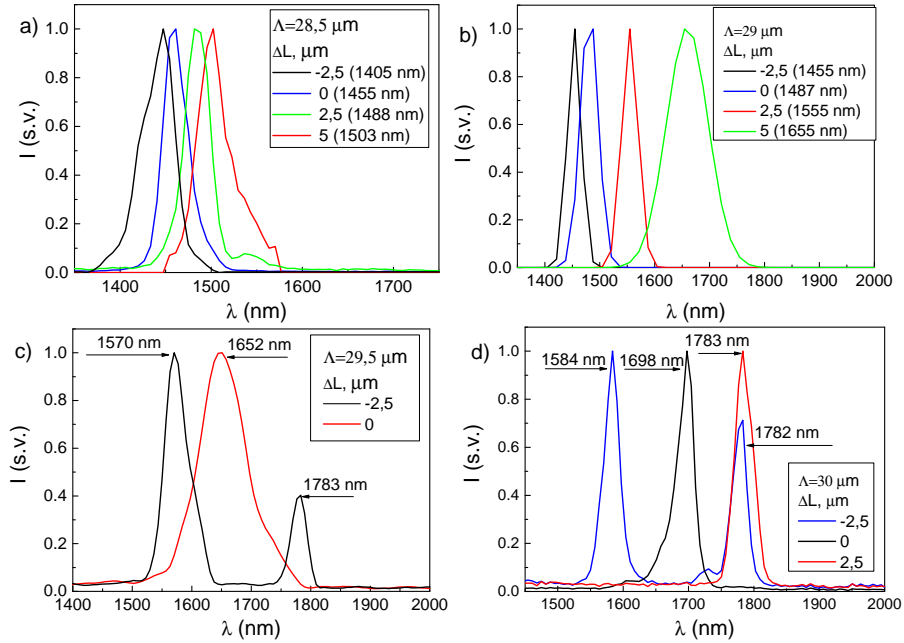 a)
Λ=28,5 μm
ΔL, μm
-2,5 (1405 nm)
0 (1455 nm)
2,5 (1488 nm)
5 (1503 nm)
I (s.v.)
1.0
0.8
0.6
0.4
0.2
0.0
1400 1500 1600 1700
λ (nm)
b)
Λ=29 μm
ΔL, μm
-2,5 (1455 nm)
0 (1487 nm)
2,5 (1555 nm)
5 (1655 nm)
I (s.v.)
1.0
0.8
0.6
0.4
0.2
0.0
1400 1500 1600 1700 1800 1900 2000
λ (nm)
c)
1570 nm
1652 nm
Λ=29,5 μm
ΔL, μm
-2,5
0
1783 nm
I (s.v.)
1.0
0.8
0.6
0.4
0.2
0.0
1400 1500 1600 1700 1800 1900 2000
λ (nm)
d)
1584 nm
1698 nm
1783 nm
1782 nm
Λ=30 μm
ΔL, μm
-2,5
0
2,5
I (s.v.)
1.0
0.8
0.6
0.4
0.2
0.0
1500 1600 1700 1800 1900 2000
λ (nm)